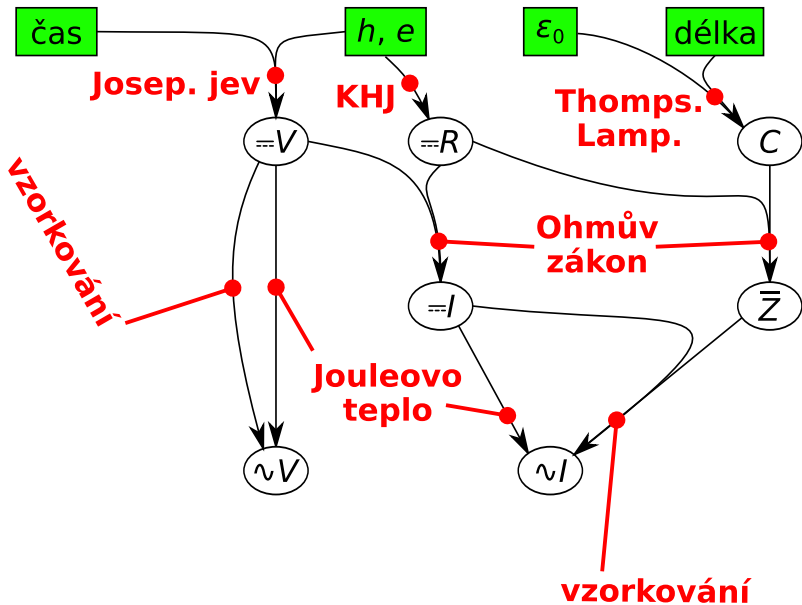 čas
h, e
ε₀
délka
Josep. jev
KHJ
Thomps.
Lamp.
⎓V
⎓R
C
vzorkování
Ohmův
zákon
⎓I
Z̅
Jouleovo
teplo
∿V
∿I
vzorkování